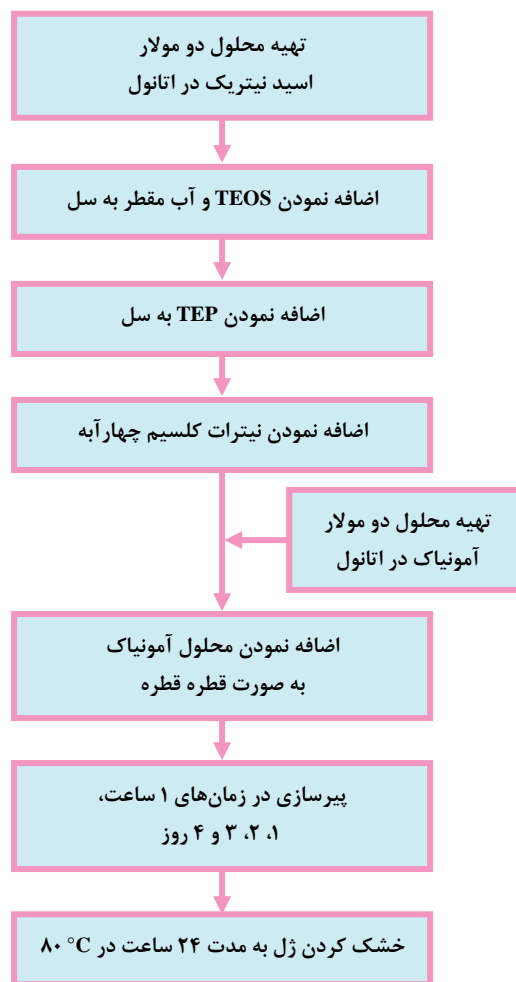 تهیه محلول دو مولار
اسید نیتریک در اتانول
اضافه نمودن TEOS و آب مقطر به سل
اضافه نمودن TEP به سل
اضافه نمودن نیترات کلسیم چهارآبه
تهیه محلول دو مولار
آمونیاک در اتانول
اضافه نمودن محلول آمونیاک
به صورت قطره قطره
پیرسازی در زمان‌های ۱ ساعت،
۱، ۲، ۳ و ۴ روز
خشک کردن ژل به مدت ۲۴ ساعت در ۸۰ °C